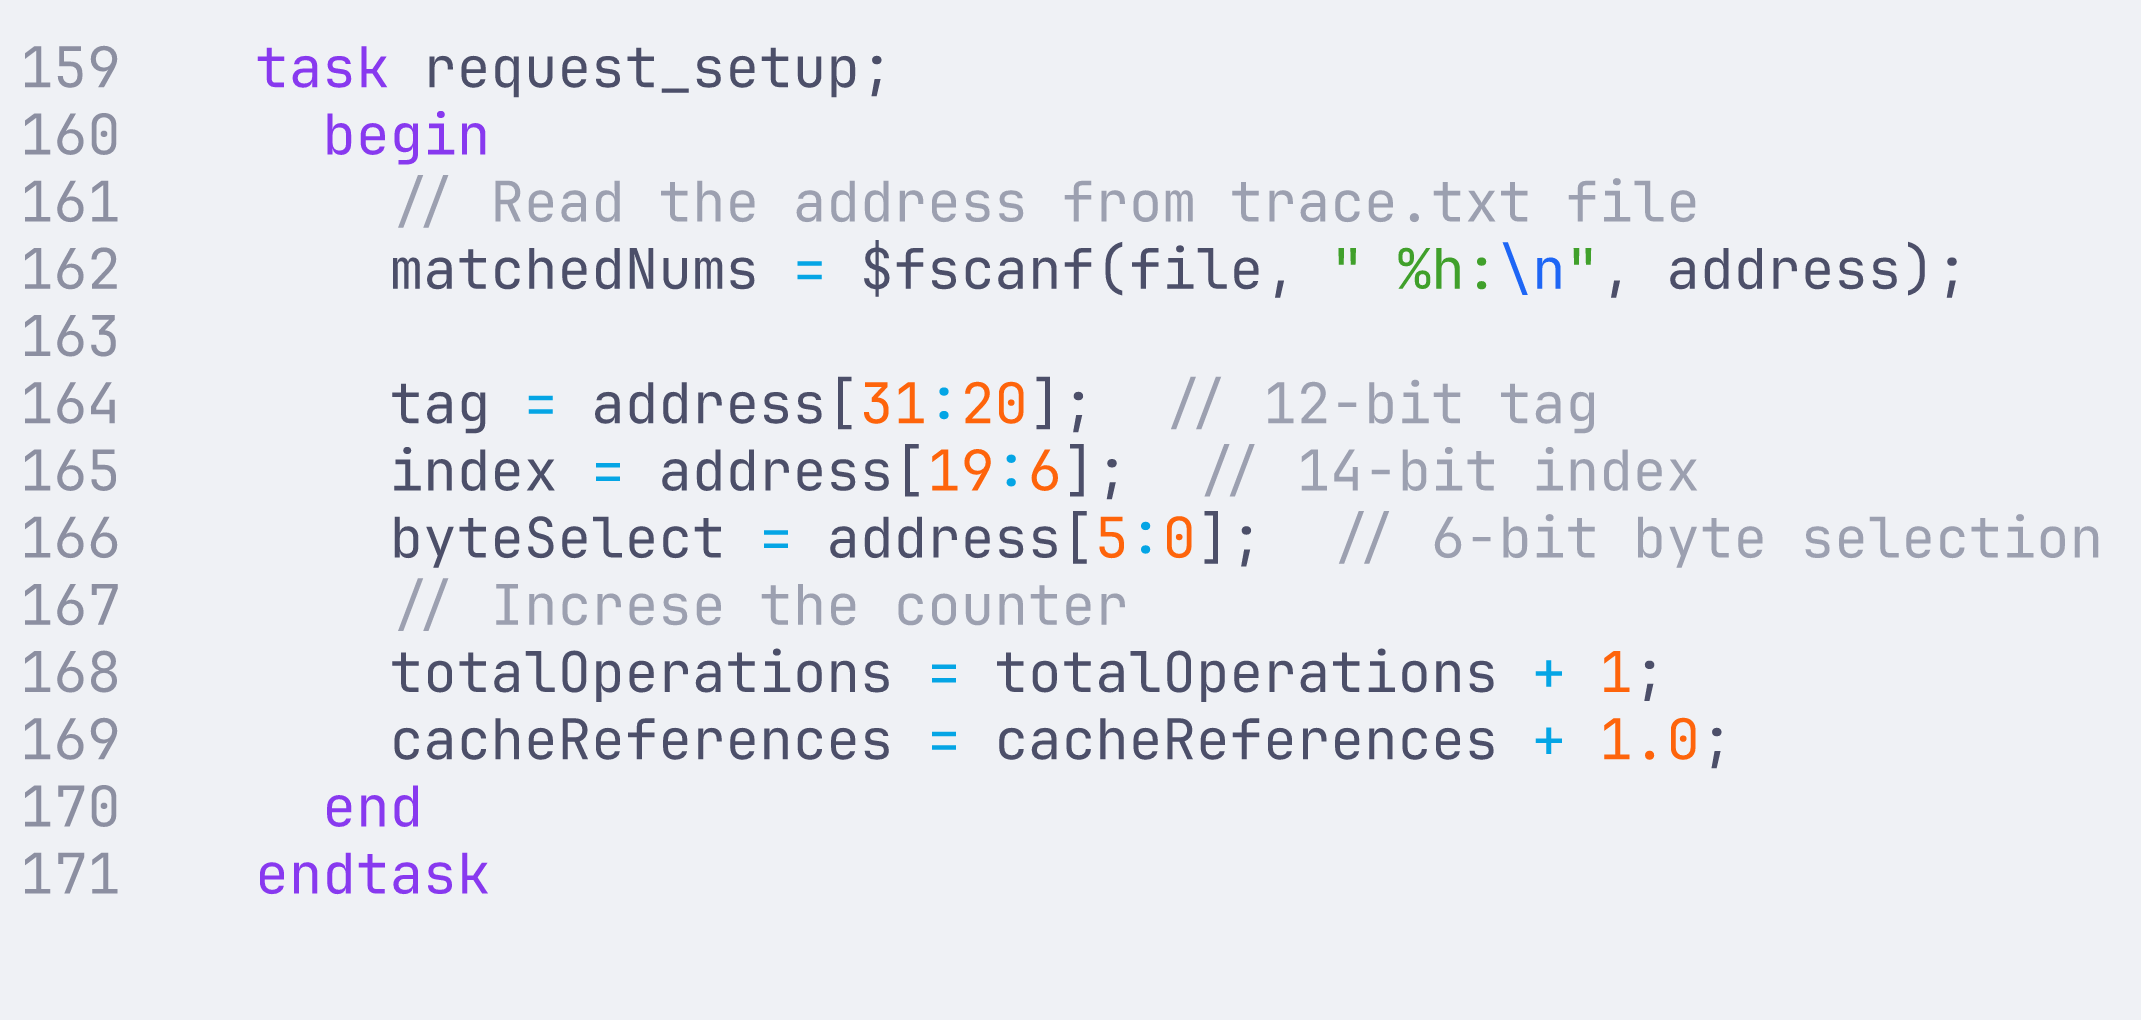 159    task request_setup;
160      begin
161        // Read the address from trace.txt file
162        matchedNums = $fscanf(file, " %h:\n", address);
163
164        tag = address[31:20];  // 12-bit tag
165        index = address[19:6];  // 14-bit index
166        byteSelect = address[5:0];  // 6-bit byte selection
167        // Increse the counter
168        totalOperations = totalOperations + 1;
169        cacheReferences = cacheReferences + 1.0;
170      end
171    endtask